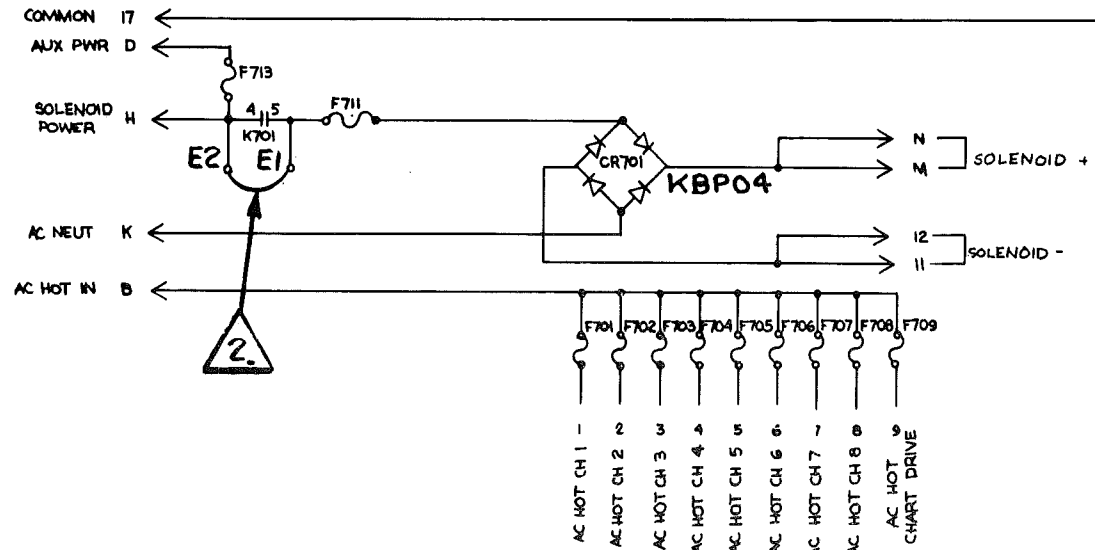 COMMON 17
AUX PWR D
F713
SOLENOID
POWER H
4 5
K701
F711
E2 E1
CR701
KBP04
N
M
SOLENOID +
AC NEUT K
12
11
SOLENOID -
AC HOT IN B
2.
F701 F702 F703 F704 F705 F706 F707 F708 F709
AC HOT CH 1 - 1
AC HOT CH 2 2
AC HOT CH 3 3
AC HOT CH 4 4
AC HOT CH 5 5
AC HOT CH 6 6
AC HOT CH 7 7
AC HOT CH 8 8
AC HOT 9
CHART DRIVE